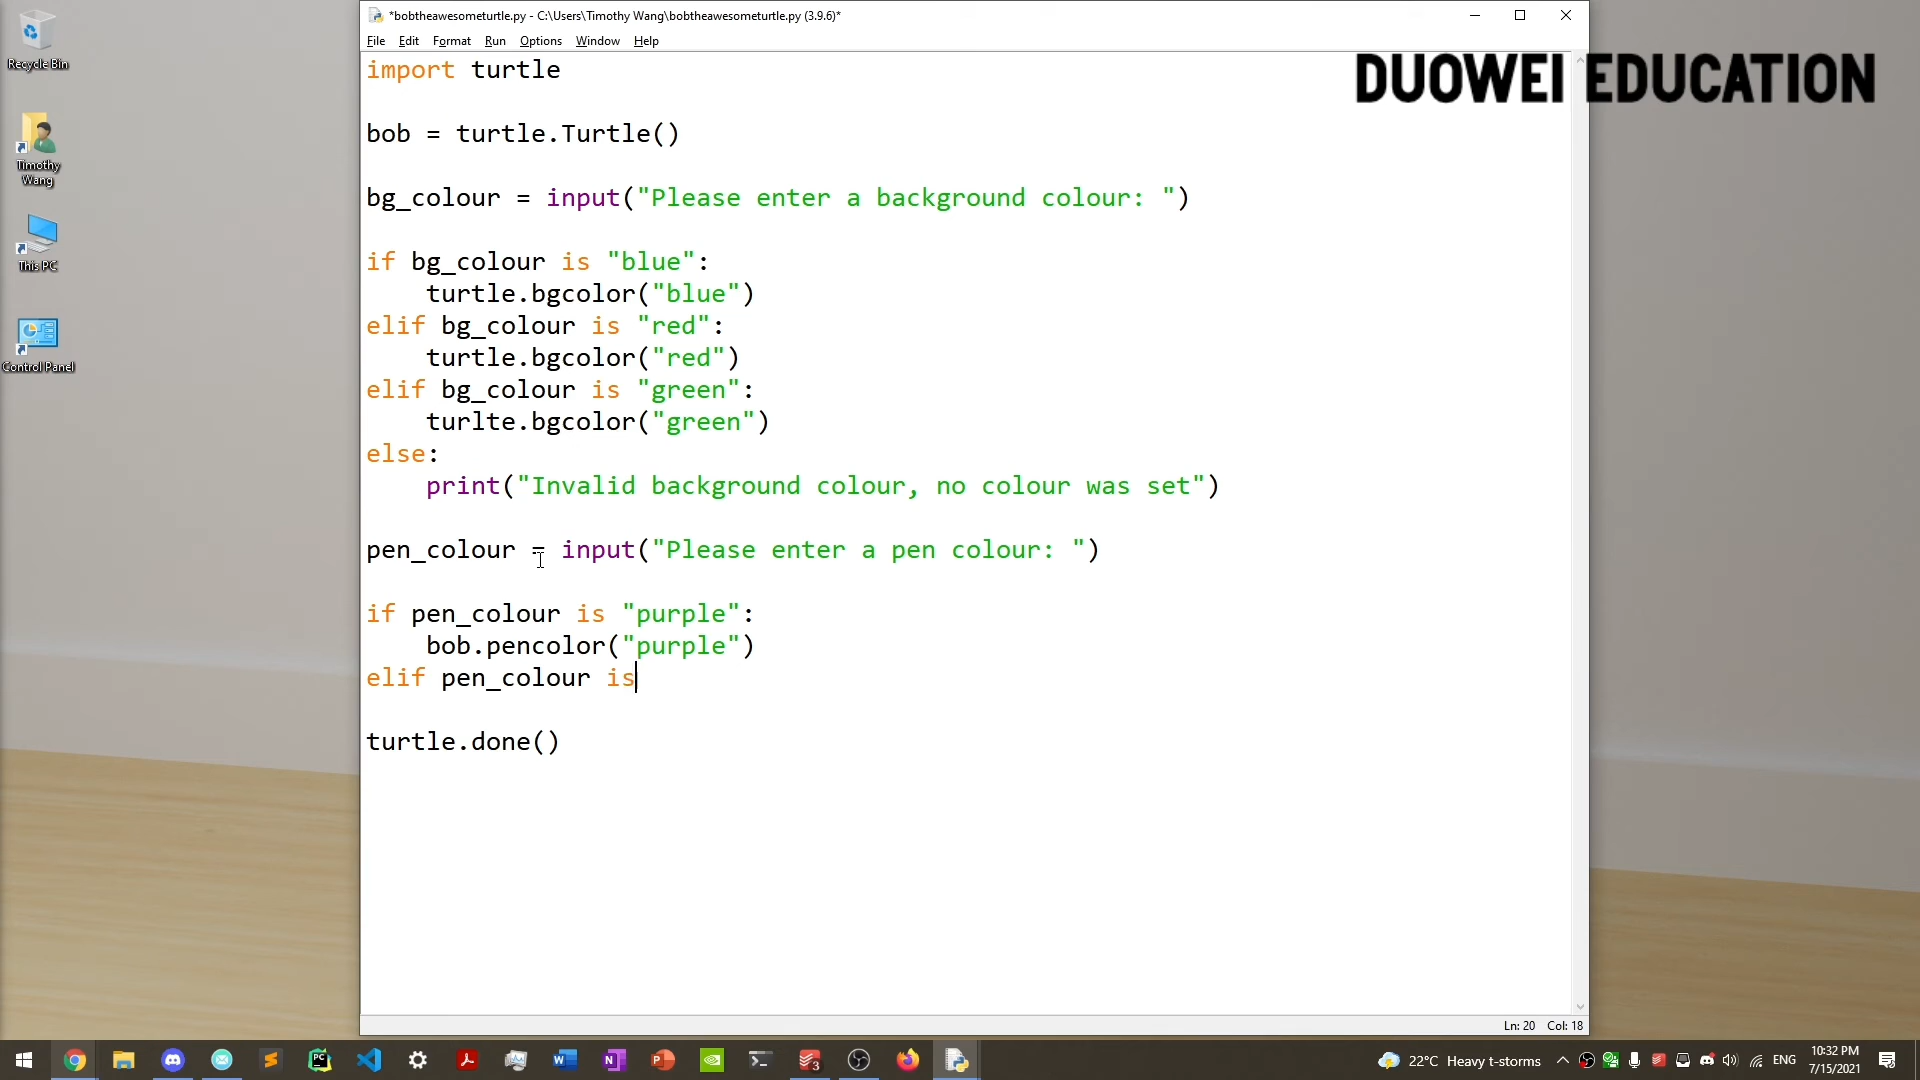 *bobtheawesometurtle.py - C:\Users\Timothy Wang\bobtheawesometurtle.py (3.9.6)*
File Edit Format Run Options Window Help
DUOWEI EDUCATION
Recycle Bin
Timothy
Wang
This PC
Control Panel
import turtle
bob = turtle.Turtle()
bg_colour = input("Please enter a background colour: ")
if bg_colour is "blue":
    turtle.bgcolor("blue")
elif bg_colour is "red":
    turtle.bgcolor("red")
elif bg_colour is "green":
    turlte.bgcolor("green")
else:
    print("Invalid background colour, no colour was set")
pen_colour = input("Please enter a pen colour: ")
if pen_colour is "purple":
    bob.pencolor("purple")
elif pen_colour is
turtle.done()
Ln: 20 Col: 18
22°C Heavy t-storms
ENG
10:32 PM
7/15/2021